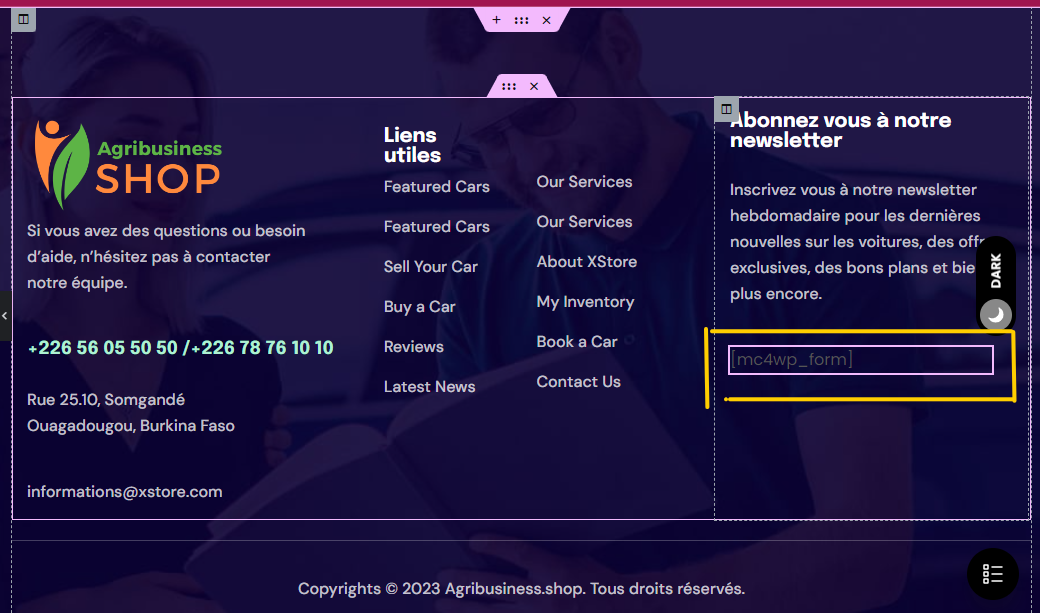 Agribusiness
SHOP
Si vous avez des questions ou besoin
d’aide, n’hésitez pas à contacter
notre équipe.
+226 56 05 50 50 /+226 78 76 10 10
Rue 25.10, Somgandé
Ouagadougou, Burkina Faso
informations@xstore.com
Liens
utiles
Featured Cars
Featured Cars
Sell Your Car
Buy a Car
Reviews
Latest News
Our Services
Our Services
About XStore
My Inventory
Book a Car
Contact Us
Abonnez vous à notre
newsletter
Inscrivez vous à notre newsletter
hebdomadaire pour les dernières
nouvelles sur les voitures, des
exclusives, des bons plans et
plus encore.
DARK
[mc4wp_form]
Copyrights © 2023 Agribusiness.shop. Tous droits réservés.